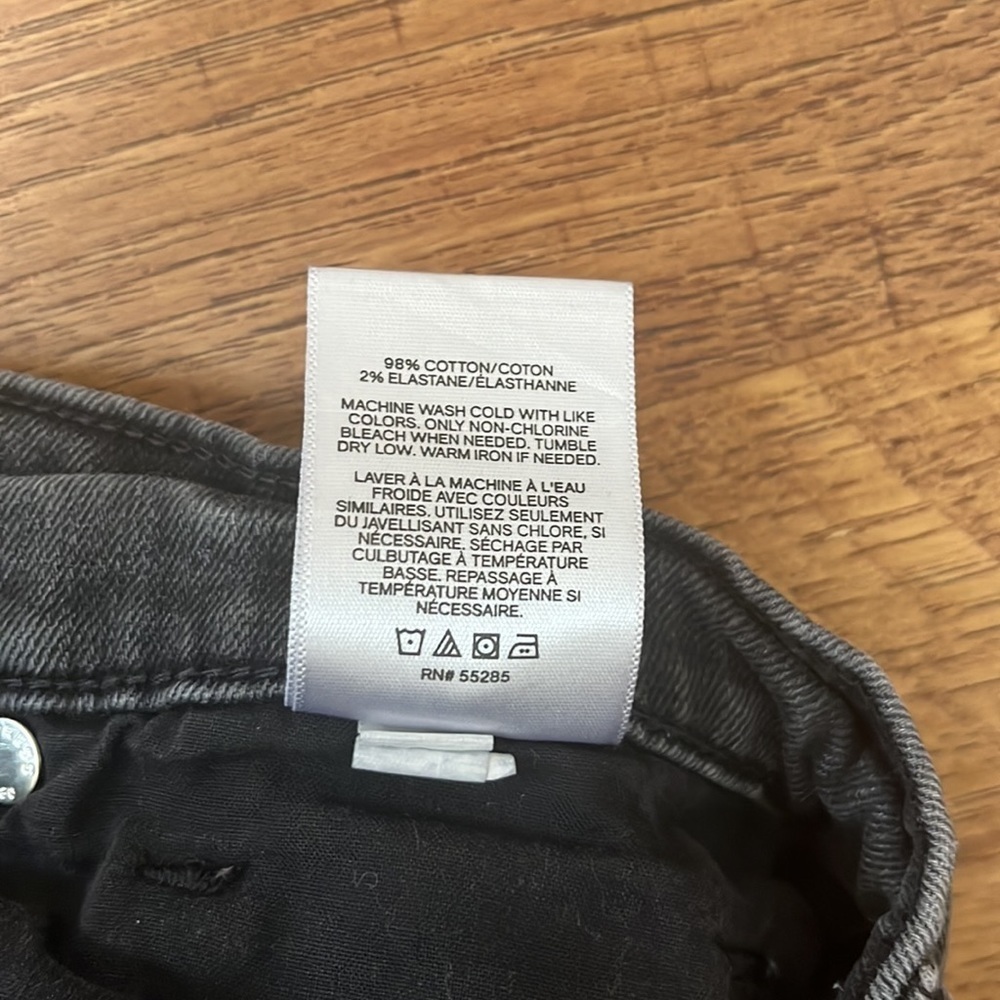 98% COTTON/COTON
2% ELASTANE/ÉLASTHANNE
MACHINE WASH COLD WITH LIKE
COLORS. ONLY NON-CHLORINE
BLEACH WHEN NEEDED. TUMBLE
DRY LOW. WARM IRON IF NEEDED.
LAVER À LA MACHINE À L'EAU
FROIDE AVEC COULEURS
SIMILAIRES. UTILISEZ SEULEMENT
DU JAVELLISANT SANS CHLORE, SI
NÉCESSAIRE. SÉCHAGE PAR
CULBUTAGE À TEMPÉRATURE
BASSE. REPASSAGE À
TEMPÉRATURE MOYENNE SI
NÉCESSAIRE.
RN# 55285